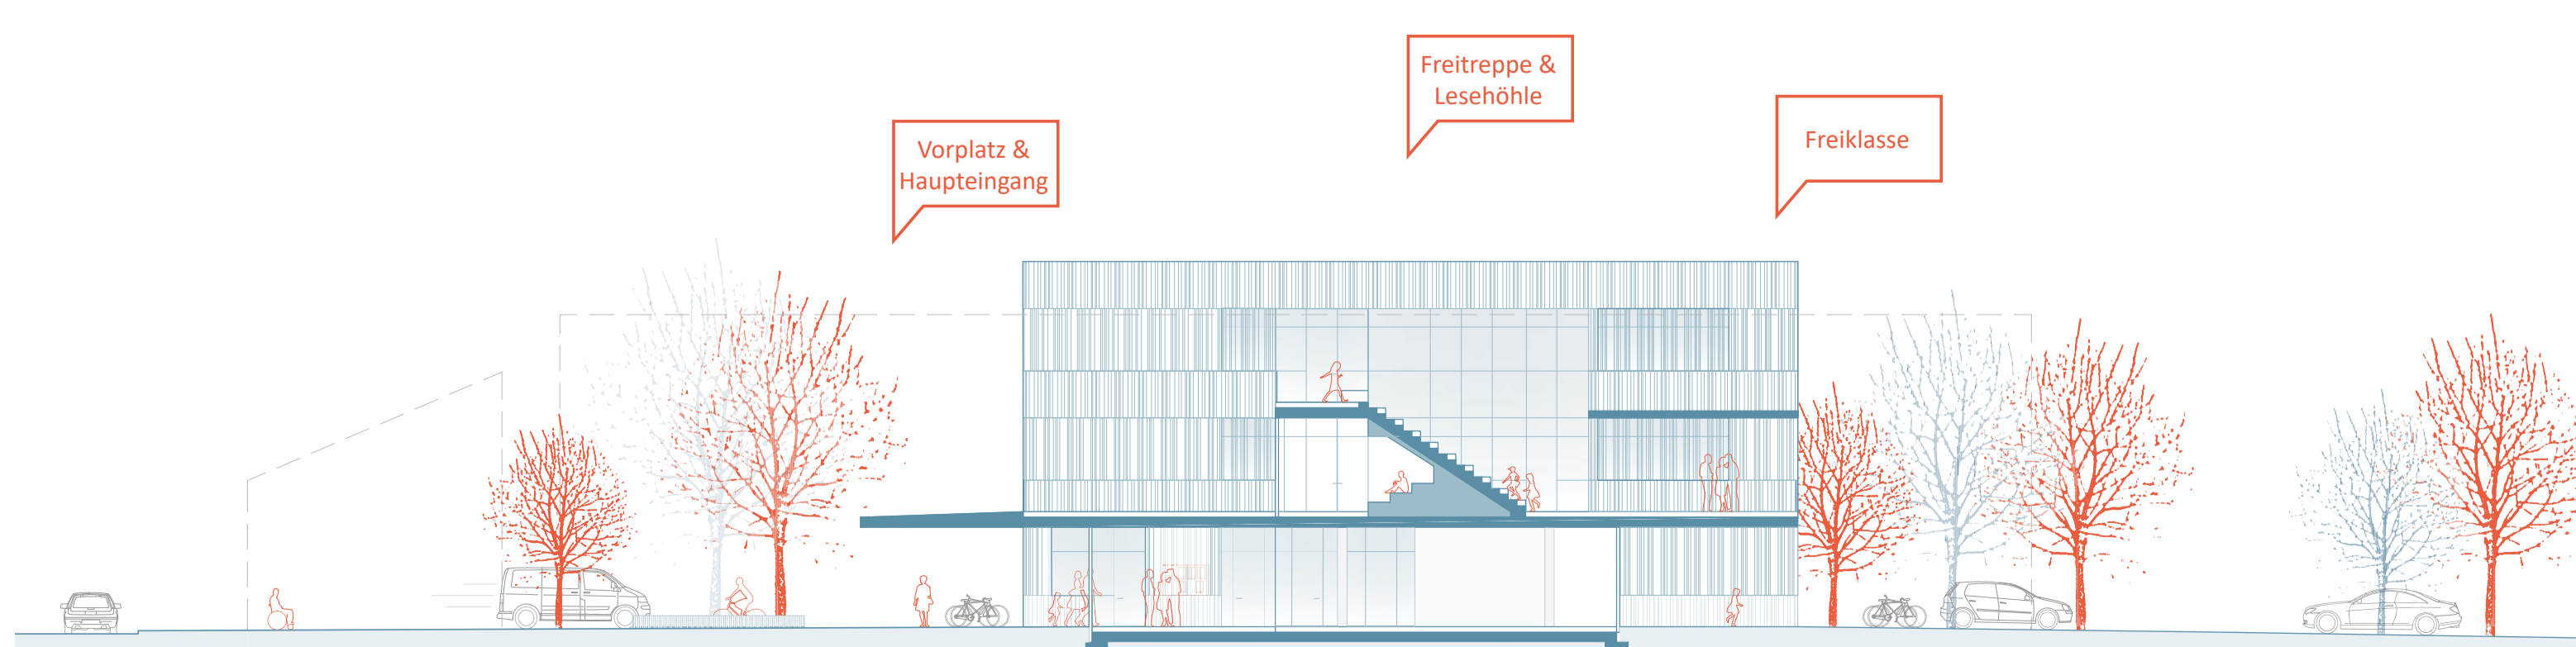 Freitreppe &
Lesehöhle
Freiklasse
Vorplatz &
Haupteingang